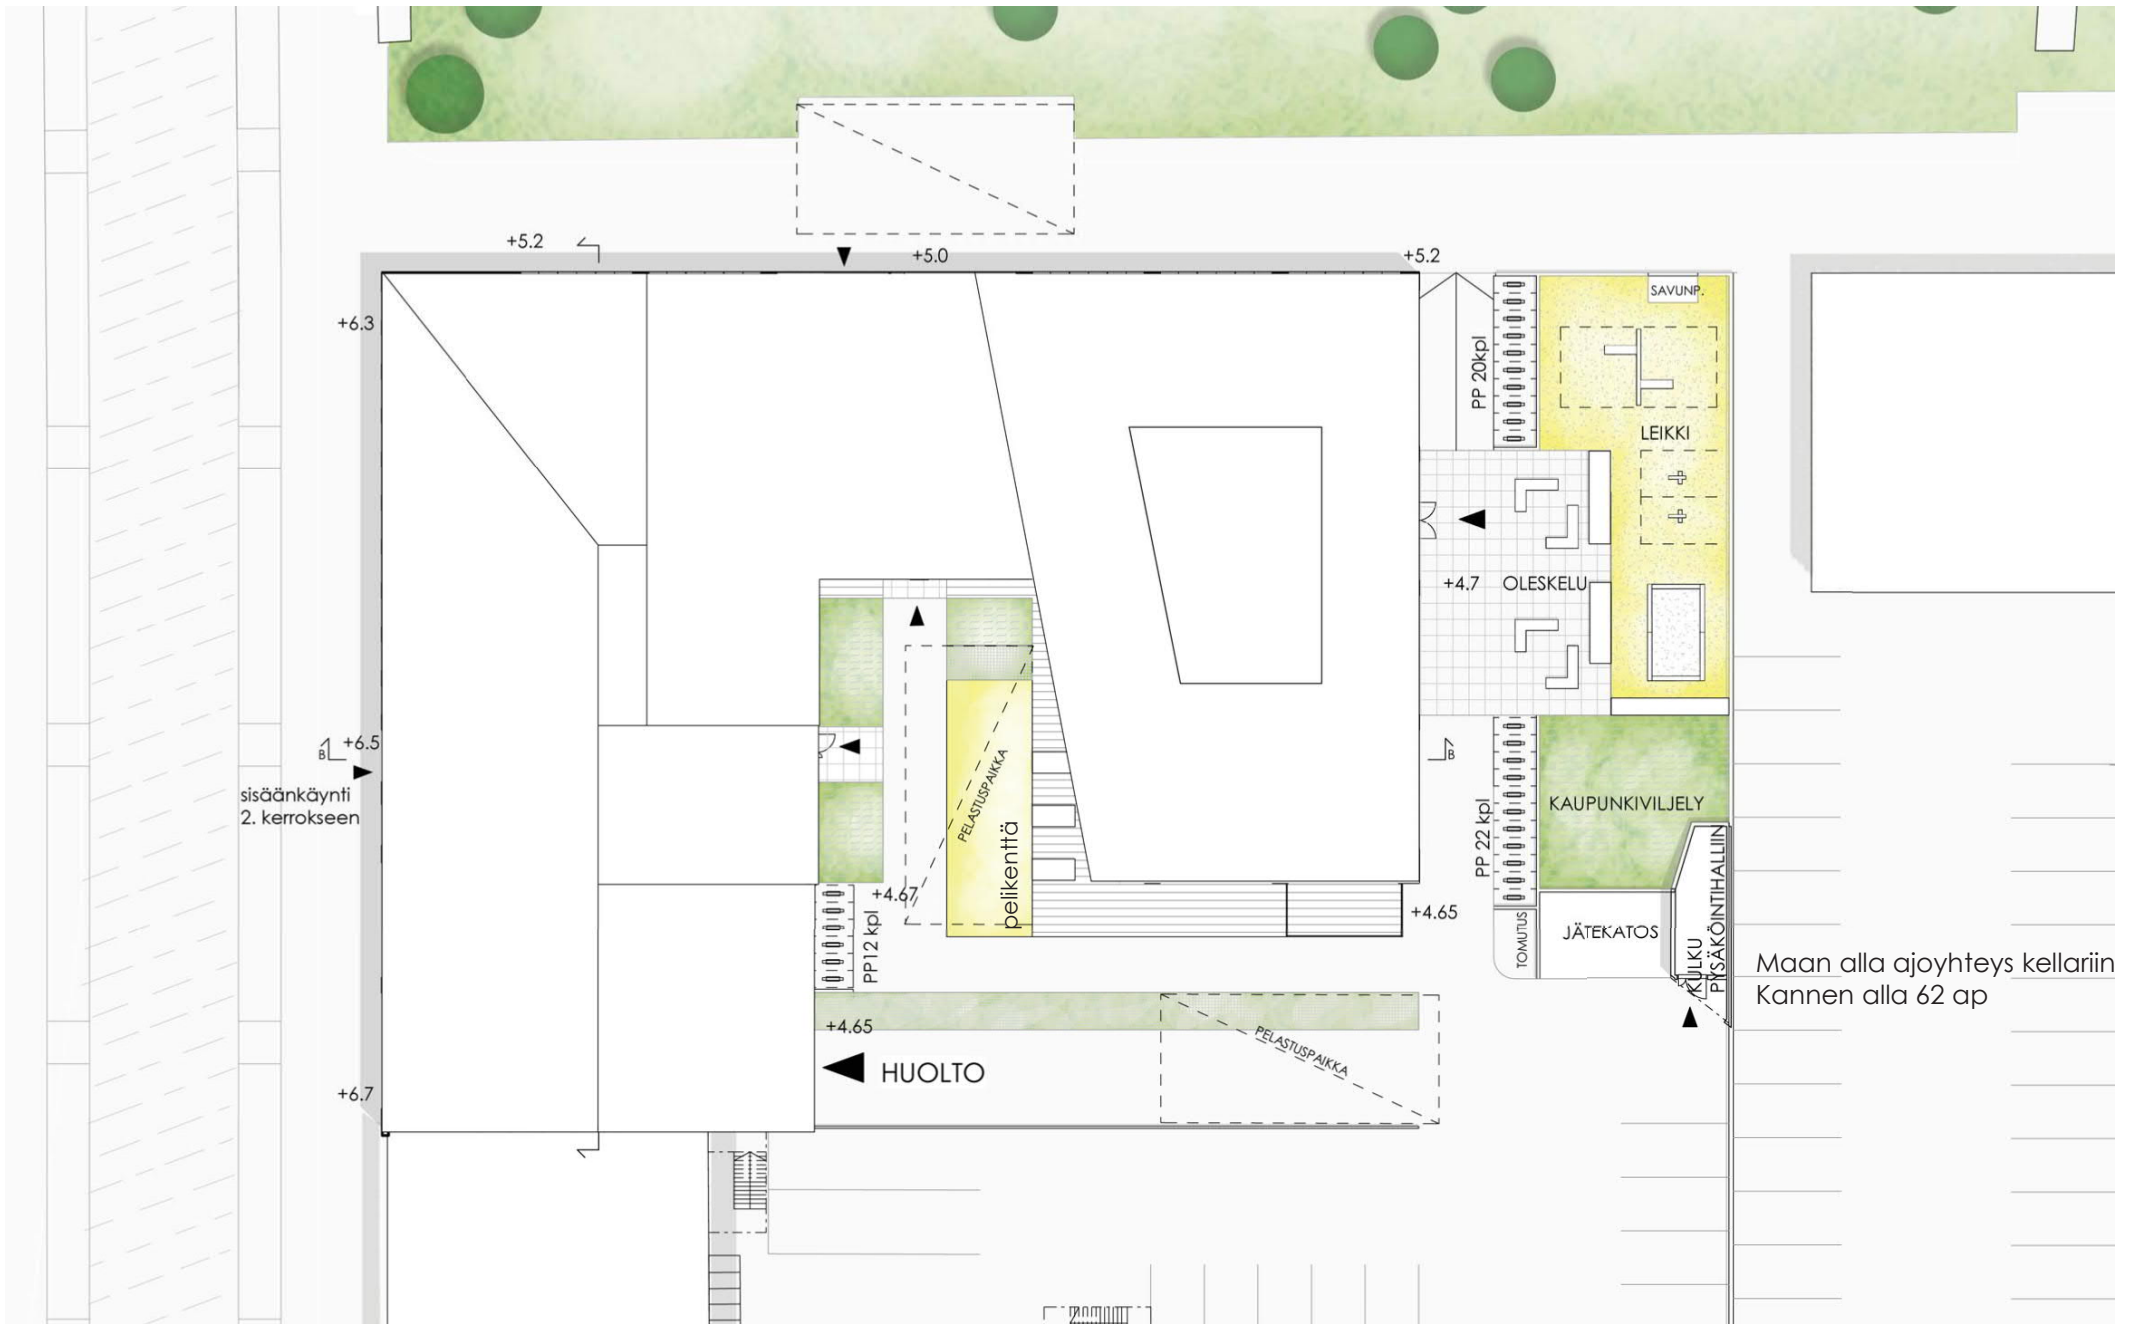 +5.2
+5.0
+5.2
+6.3
SAVUNP.
PP 20kpl
LEIKKI
+4.7 OLESKELU
B
+6.5
sisäänkäynti
2. kerrokseen
B
PELASTUSPAIKKA
pelikenttä
PP 22 kpl
KAUPUNKIVILJELY
+4.67
PP12 kpl
+4.65
TOMUTUS
JÄTEKATOS
KULKU
PYSÄKÖINTIHALLIIN
Maan alla ajoyhteys kellariin
Kannen alla 62 ap
+4.65
HUOLTO
PELASTUSPAIKKA
+6.7